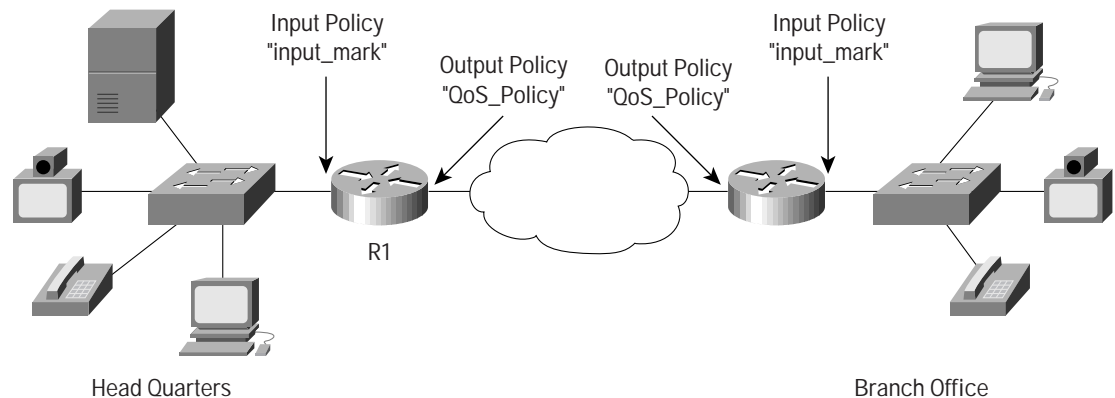 Input Policy
"input_mark"
Output Policy
"QoS_Policy"
Output Policy
"QoS_Policy"
Input Policy
"input_mark"
R1
Head Quarters
Branch Office